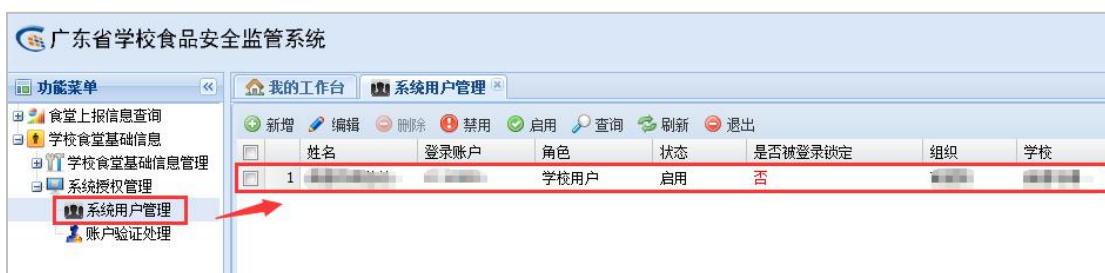 广东省学校食品安全监管系统
功能菜单
我的工作台 系统用户管理
食堂上报信息查询
学校食堂基础信息
学校食堂基础信息管理
系统授权管理
系统用户管理
账户验证处理
新增 编辑 删除 禁用 启用 查询 刷新 退出
姓名 登录账户 角色 状态 是否被登录锁定 组织 学校
1 学校用户 启用 否